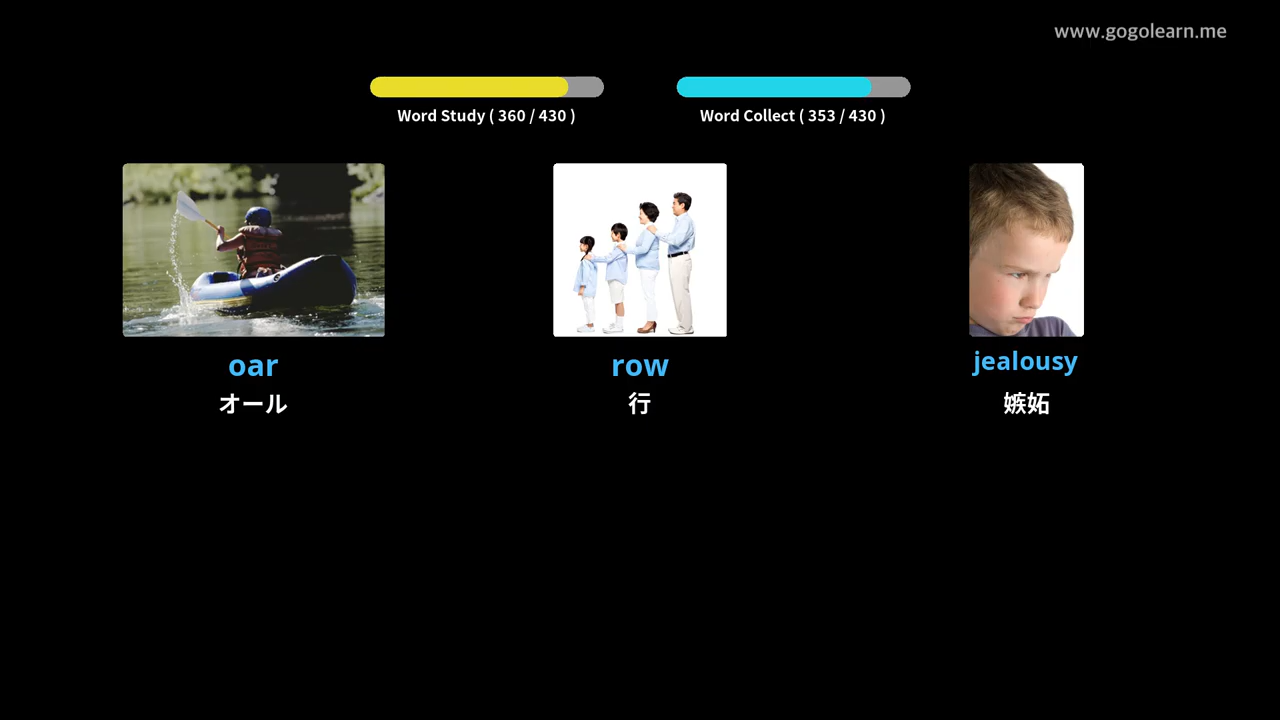 www.gogolearn.me
Word Study ( 360 / 430 )
Word Collect ( 353 / 430 )
oar
オール
row
行
jealousy
嫉妬